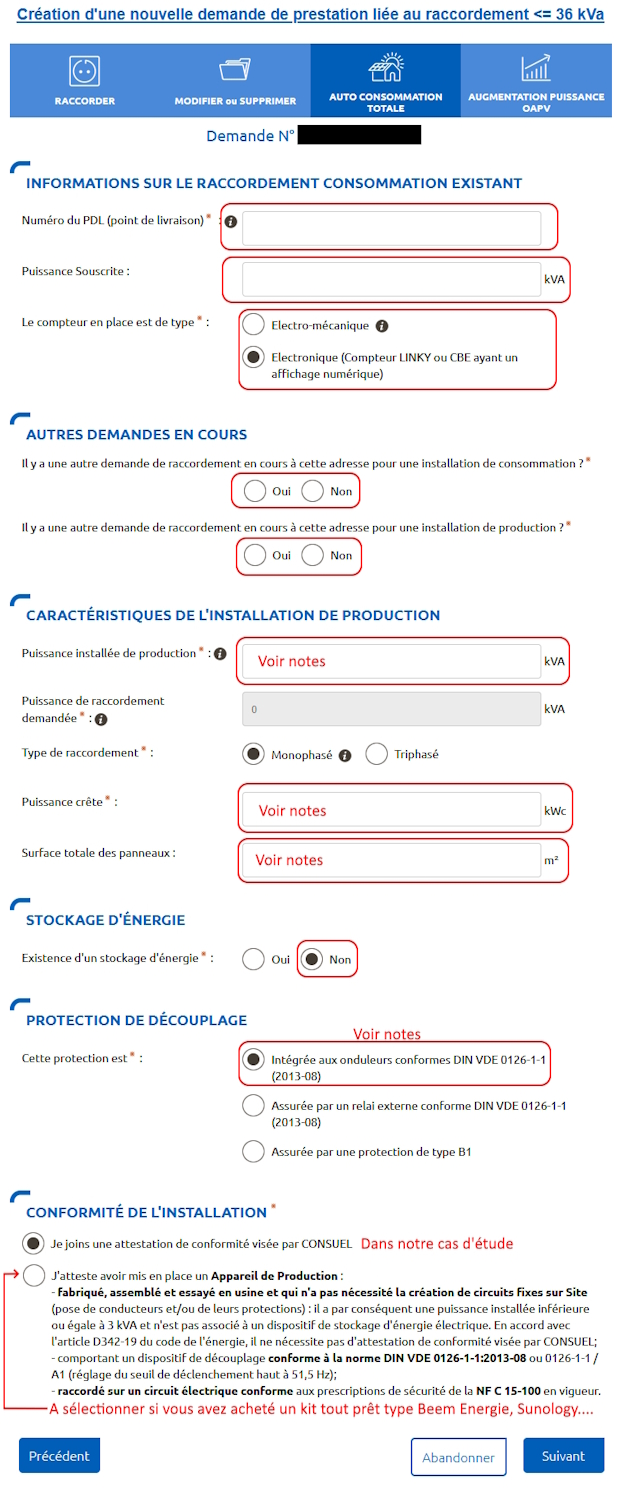 Création d'une nouvelle demande de prestation liée au raccordement <= 36 kVa
RACCORDER
MODIFIER ou SUPPRIMER
AUTO CONSOMMATION
TOTALE
AUGMENTATION PUISSANCE
OAPV
Demande N°
INFORMATIONS SUR LE RACCORDEMENT CONSOMMATION EXISTANT
Numéro du PDL (point de livraison) * :
Puissance Souscrite :
kVA
Le compteur en place est de type * :
Electro-mécanique
Electronique (Compteur LINKY ou CBE ayant un
affichage numérique)
AUTRES DEMANDES EN COURS
Il y a une autre demande de raccordement en cours à cette adresse pour une installation de consommation ? *
Oui Non
Il y a une autre demande de raccordement en cours à cette adresse pour une installation de production ? *
Oui Non
CARACTÉRISTIQUES DE L'INSTALLATION DE PRODUCTION
Puissance installée de production * : Voir notes kVA
Puissance de raccordement
demandée * : 0 kVA
Type de raccordement * : Monophasé Triphasé
Puissance crête * : Voir notes kWc
Surface totale des panneaux : Voir notes m²
STOCKAGE D'ÉNERGIE
Existence d'un stockage d'énergie * : Oui Non
PROTECTION DE DÉCOUPLAGE
Voir notes
Cette protection est * : Intégrée aux onduleurs conformes DIN VDE 0126-1-1
(2013-08)
Assurée par un relai externe conforme DIN VDE 0126-1-1
(2013-08)
Assurée par une protection de type B1
CONFORMITÉ DE L'INSTALLATION *
Je joins une attestation de conformité visée par CONSUEL Dans notre cas d'étude
J'atteste avoir mis en place un Appareil de Production :
- fabriqué, assemblé et essayé en usine et qui n'a pas nécessité la création de circuits fixes sur Site
(pose de conducteurs et/ou de leurs protections) : il a par conséquent une puissance installée inférieure
ou égale à 3 kVA et n'est pas associé à un dispositif de stockage d'énergie électrique. En accord avec
l'article D342-19 du code de l'énergie, il ne nécessite pas d'attestation de conformité visée par CONSUEL;
- comportant un dispositif de découplage conforme à la norme DIN VDE 0126-1-1:2013-08 ou 0126-1-1 /
A1 (réglage du seuil de déclenchement haut à 51,5 Hz);
- raccordé sur un circuit électrique conforme aux prescriptions de sécurité de la NF C 15-100 en vigueur.
A sélectionner si vous avez acheté un kit tout prêt type Beem Energie, Sunology....
Précédent
Abandonner
Suivant